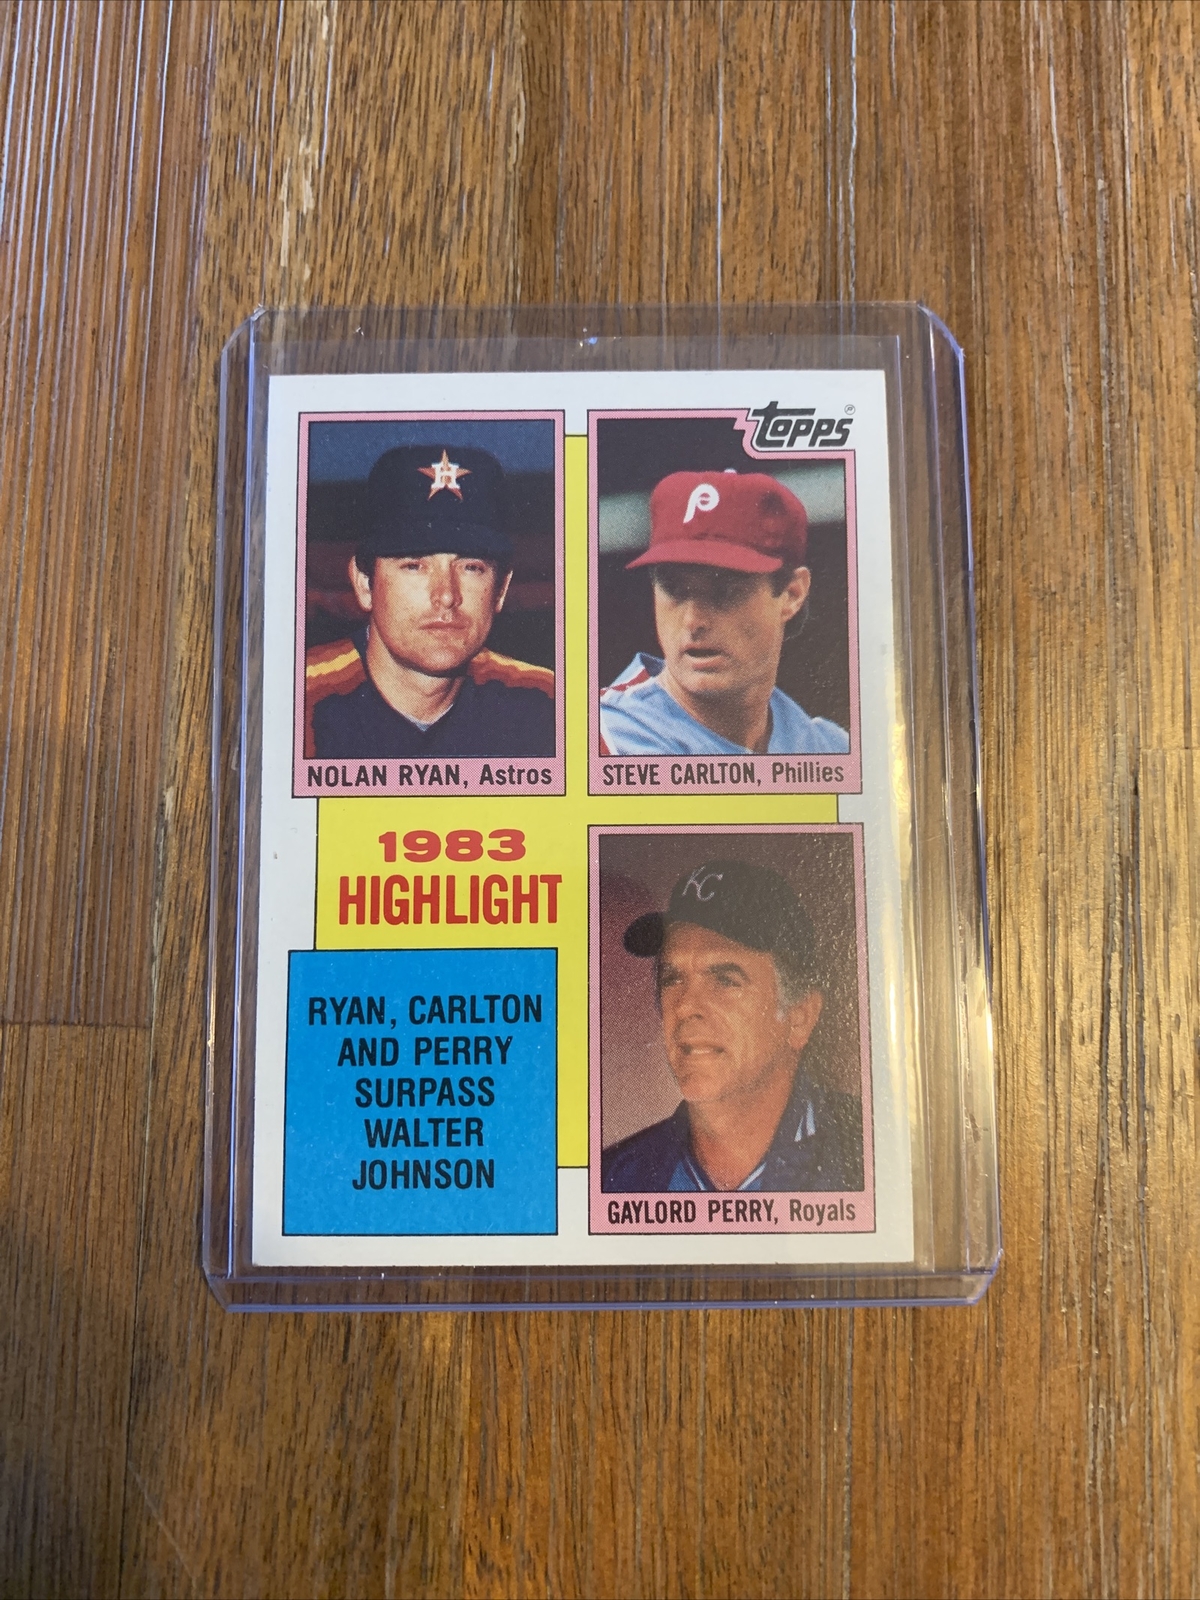 topps
H
P
NOLAN RYAN, Astros
STEVE CARLTON, Phillies
1983
HIGHLIGHT
KC
RYAN, CARLTON
AND PERRY
SURPASS
WALTER
JOHNSON
GAYLORD PERRY, Royals